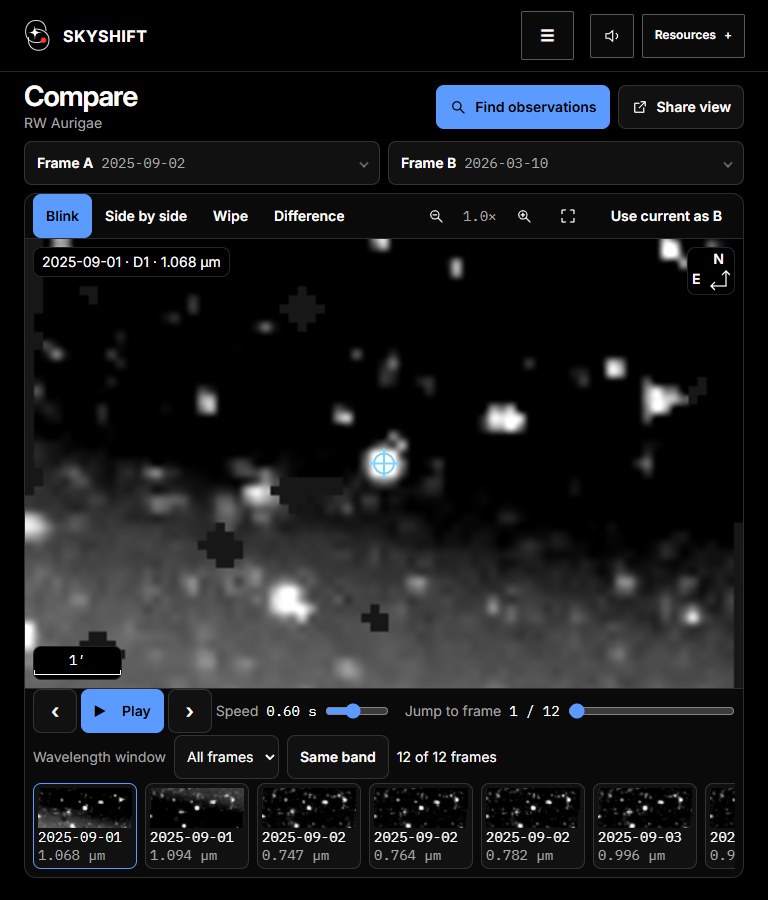 SKYSHIFT
Resources +
Compare
RW Aurigae
Find observations
Share view
Frame A 2025-09-02
Frame B 2026-03-10
Blink Side by side Wipe Difference 1.0× Use current as B
2025-09-01 · D1 · 1.068 µm
N
E
1′
Play Speed 0.60 s Jump to frame 1 / 12
Wavelength window All frames Same band 12 of 12 frames
2025-09-01 2025-09-01 2025-09-02 2025-09-02 2025-09-02 2025-09-03 202
1.068 µm 1.094 µm 0.747 µm 0.764 µm 0.782 µm 0.996 µm 0.9